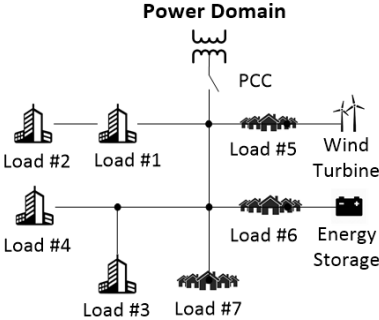 Power Domain
PCC
Load #2
Load #1
Load #5
Wind
Turbine
Load #4
Load #6
Energy
Storage
Load #3
Load #7